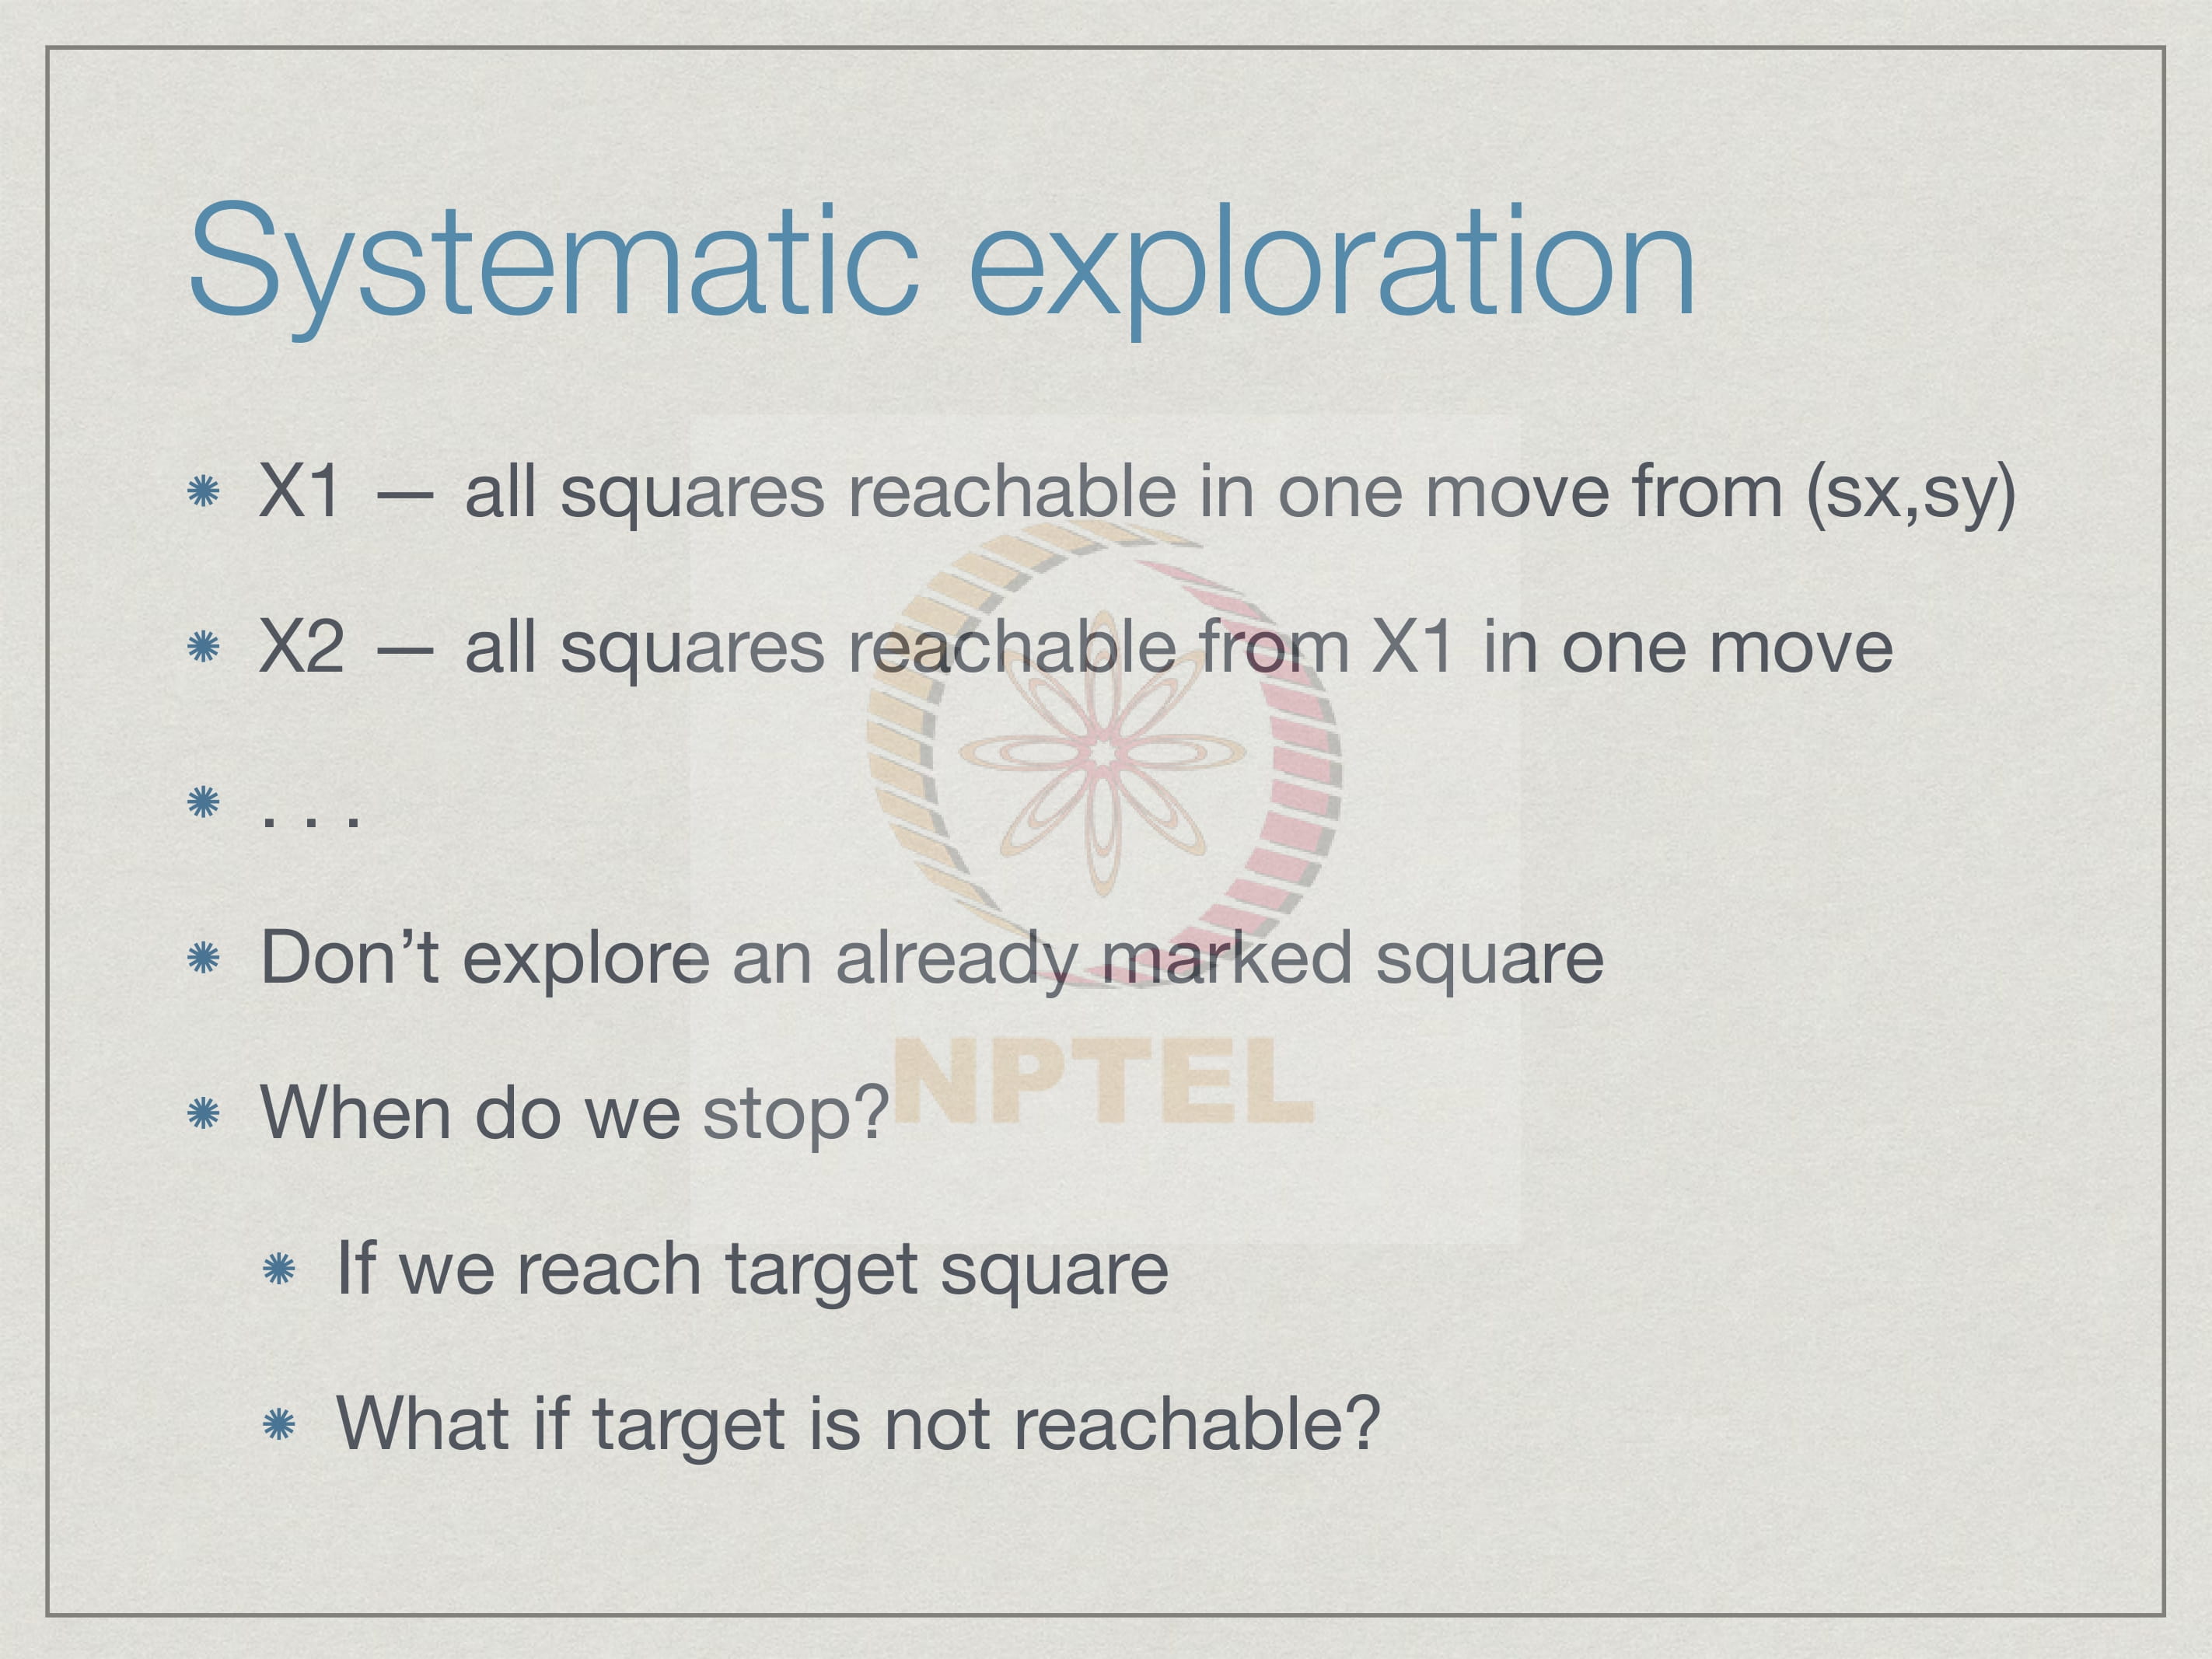 Systematic exploration
X1 — all squares reachable in one move from (sx,sy)
X2 — all squares reachable from X1 in one move
. . .
Don’t explore an already marked square
When do we stop?
NPTEL
If we reach target square
What if target is not reachable?